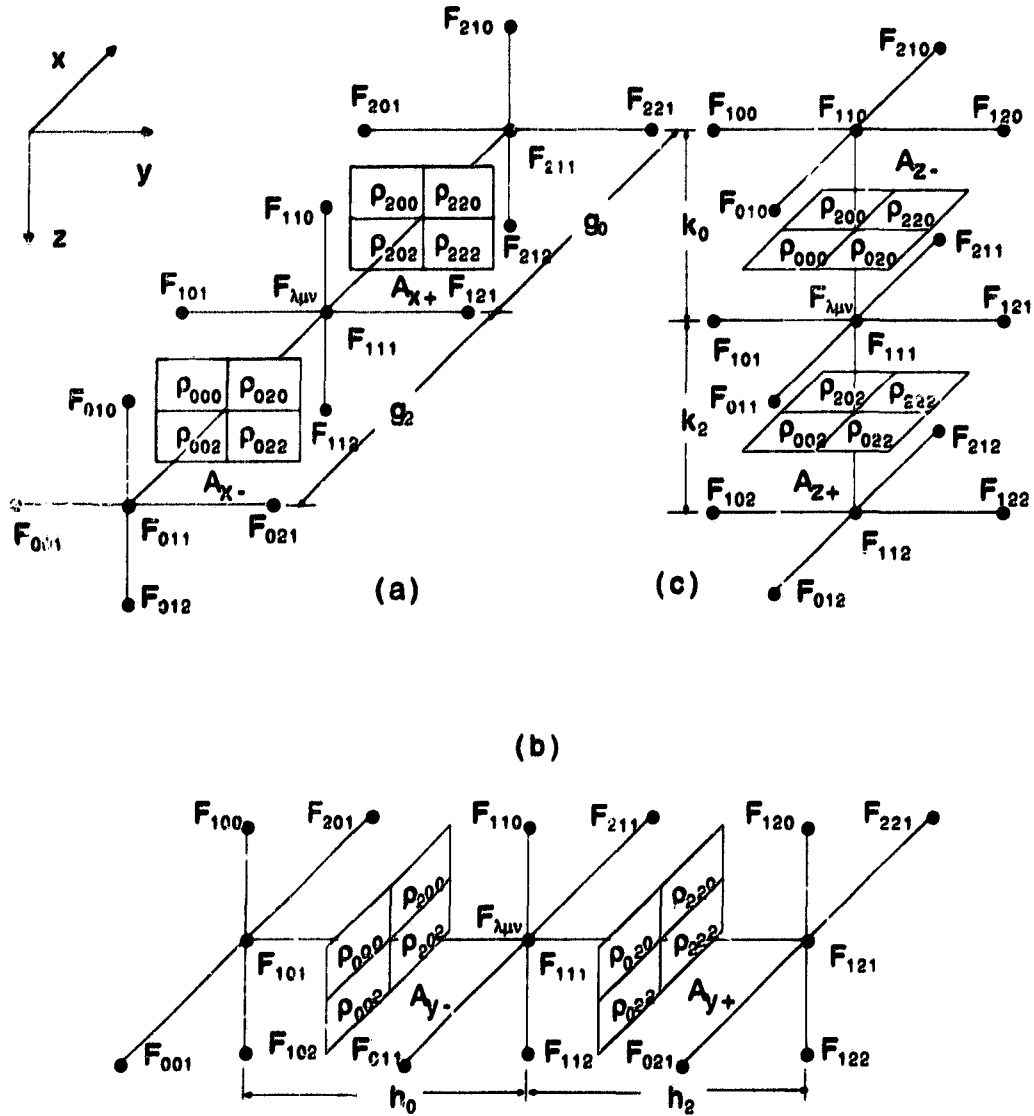 F210
x
F210
F201 F221 F100 F110 F120
y
F211 Az-
ρ200 ρ220
ρ200 ρ220
z F110 g0 F010 k0
ρ202 ρ222 F212 ρ000 ρ020 F211
F101 Fλμν Ax+ F121 Fλμν F121
F111 F101 F111
ρ000 ρ020
ρ202 ρ222
F010 F112 g2 F011 k2
ρ002 ρ022 ρ002 ρ022 F212
Ax- F102 Az+ F122
F001 F011 F021 F112
F012 (a) (c) F012
(b)
F100 F201 F110 F211 F120 F221
ρ200 ρ220
ρ000 ρ202 Fλμν ρ020 ρ222
F101 F111 F121
ρ002 Ay- ρ022 Ay+
F001 F102 F011 F112 F021 F122
h0 h2